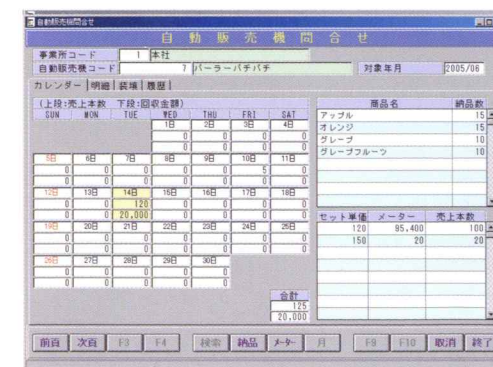 自動販売機問合せ
自動販売機問合せ
事業所コード 1 本社
自動販売機コード 7 パーラーパチパチ 対象年月 2005/06
カレンダー 明細 装填 履歴
(上段:売上本数 下段:回収金額)
SUN MON TUE WED THU FRI SAT
1日 2日 3日 4日
0 0 0 0
0 0 0 0
5日 6日 7日 8日 9日 10日 11日
0 0 0 0 0 5 0
0 0 0 0 0 0 0
12日 13日 14日 15日 16日 17日 18日
0 0 120 0 0 0 0
0 0 20,000 0 0 0 0
19日 20日 21日 22日 23日 24日 25日
0 0 0 0 0 0 0
0 0 0 0 0 0 0
26日 27日 28日 29日 30日
0 0 0 0 0
0 0 0 0 0
合計
125
20,000
商品名 納品数
アップル 15
オレンジ 15
グレープ 10
グレープフルーツ 10
セット単価 メーター 売上本数
120 85,400 100
150 20 20
前頁 次頁 F3 F4 検索 納品 メーター 月 F9 F10 取消 終了